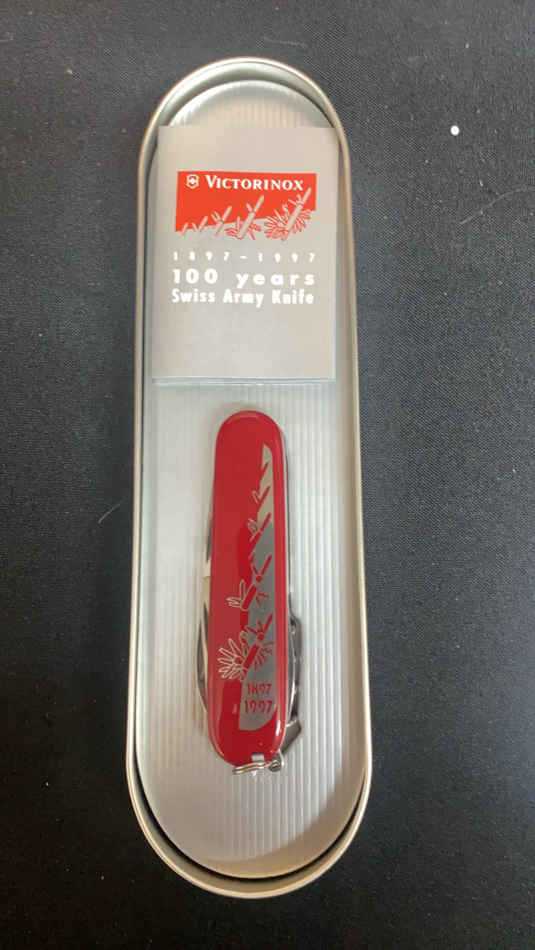 VICTORINOX
1897-1997
100 years
Swiss Army Knife
1897
1997